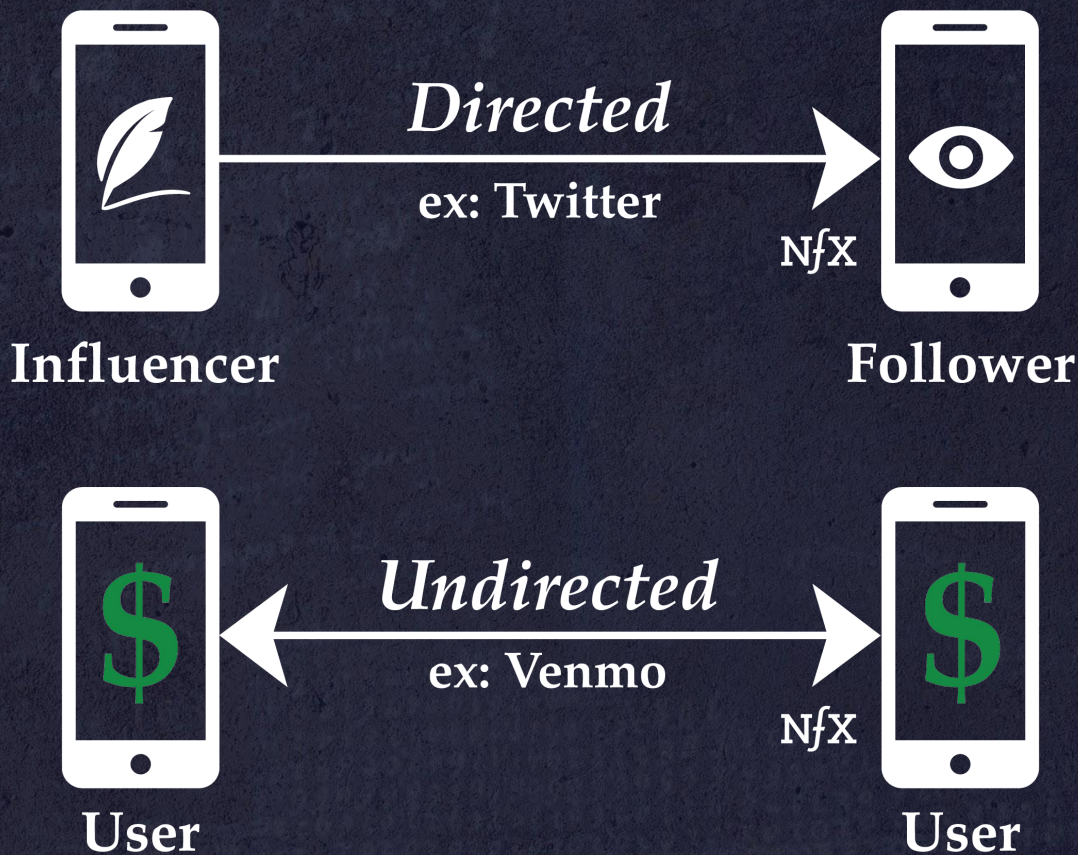 Directed
ex: Twitter
NfX
Influencer
Follower
$
Undirected
ex: Venmo
$
NfX
User
User